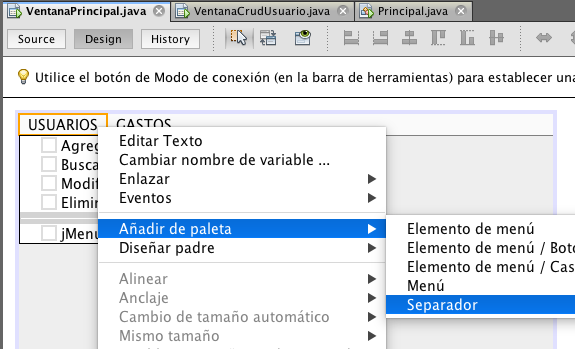 VentanaPrincipal.java VentanaCrudUsuario.java Principal.java
Source Design History
Utilice el botón de Modo de conexión (en la barra de herramientas) para establecer una
USUARIOS GASTOS
Agreg
Busca
Modif
Elimin
jMenu
Editar Texto
Cambiar nombre de variable ...
Enlazar
Eventos
Añadir de paleta
Diseñar padre
Alinear
Anclaje
Cambio de tamaño automático
Mismo tamaño
Elemento de menú
Elemento de menú / Boto
Elemento de menú / Cas
Menú
Separador